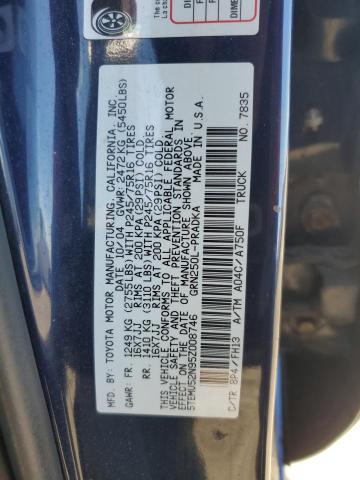 MFD. BY: TOYOTA MOTOR MANUFACTURING, CALIFORNIA, INC.
DATE 10/04 GVWR: 2472 KG (5450LBS)
GAWR: FR. 1249 KG (2755 LBS) WITH P245/75R16 TIRES
16X7JJ RIMS AT 200 KPA (29 PSI) COLD
RR. 1410 KG (3110 LBS) WITH P245/75R16 TIRES
16X7JJ RIMS AT 200 KPA (29 PSI) COLD
THIS VEHICLE CONFORMS TO ALL APPLICABLE FEDERAL MOTOR
VEHICLE SAFETY AND THEFT PREVENTION STANDARDS IN
EFFECT ON THE DATE OF MANUFACTURE SHOWN ABOVE.
5TEMU52N95Z008746 GRN250L-PRADKA MADE IN U.S.A.
C/TR 8P4/FH13 A/TM A04C/A750F TRUCK NO. 7835